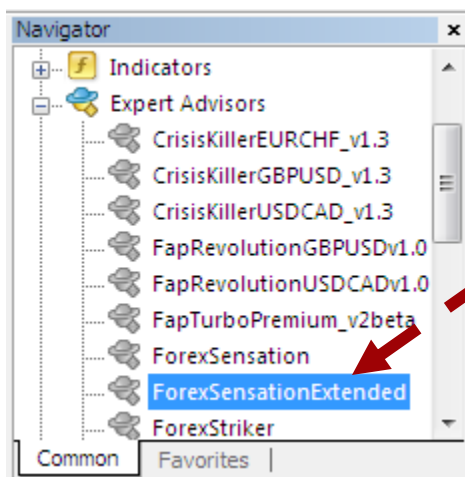 Navigator
Indicators
Expert Advisors
CrisisKillerEURCHF_v1.3
CrisisKillerGBPUSD_v1.3
CrisisKillerUSDCAD_v1.3
FapRevolutionGBPUSDv1.0
FapRevolutionUSDCADv1.0
FapTurboPremium_v2beta
ForexSensation
ForexSensationExtended
ForexStriker
Common Favorites